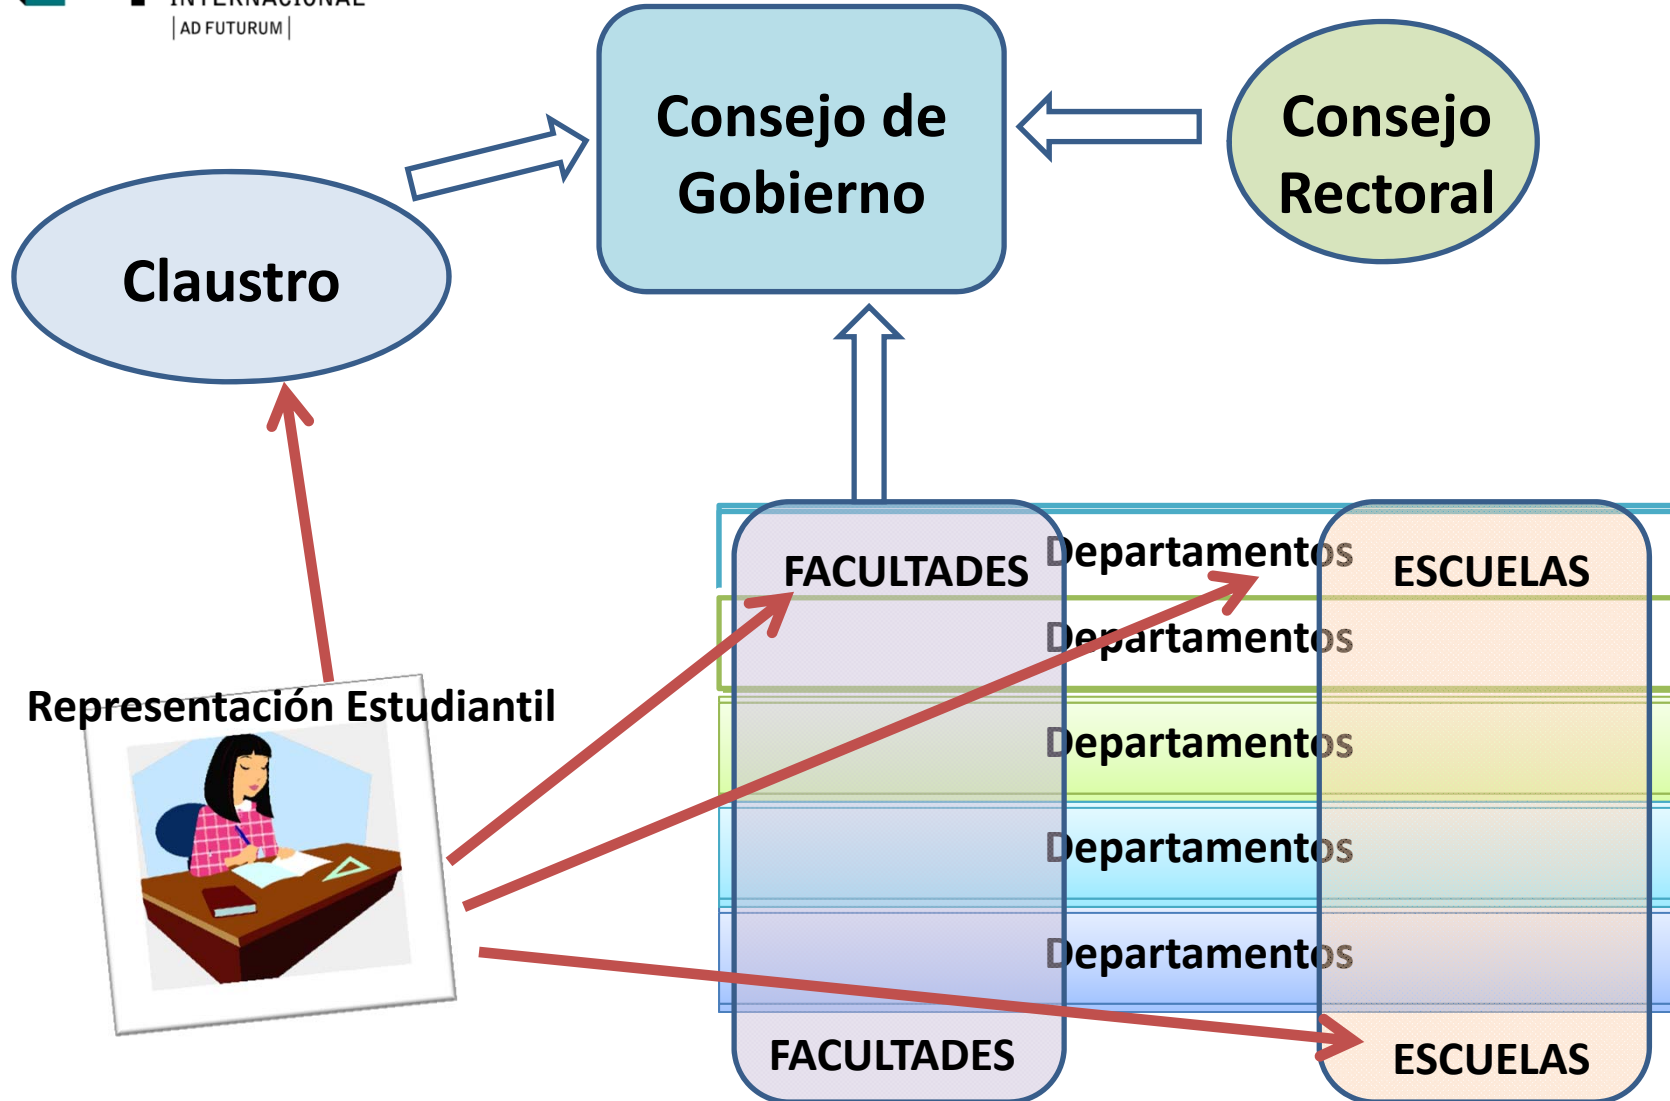 INTERNACIONAL
|AD FUTURUM|
Consejo de
Gobierno
Consejo
Rectoral
Claustro
Representación Estudiantil
FACULTADES
Departamentos
ESCUELAS
Departamentos
Departamentos
Departamentos
Departamentos
FACULTADES
ESCUELAS